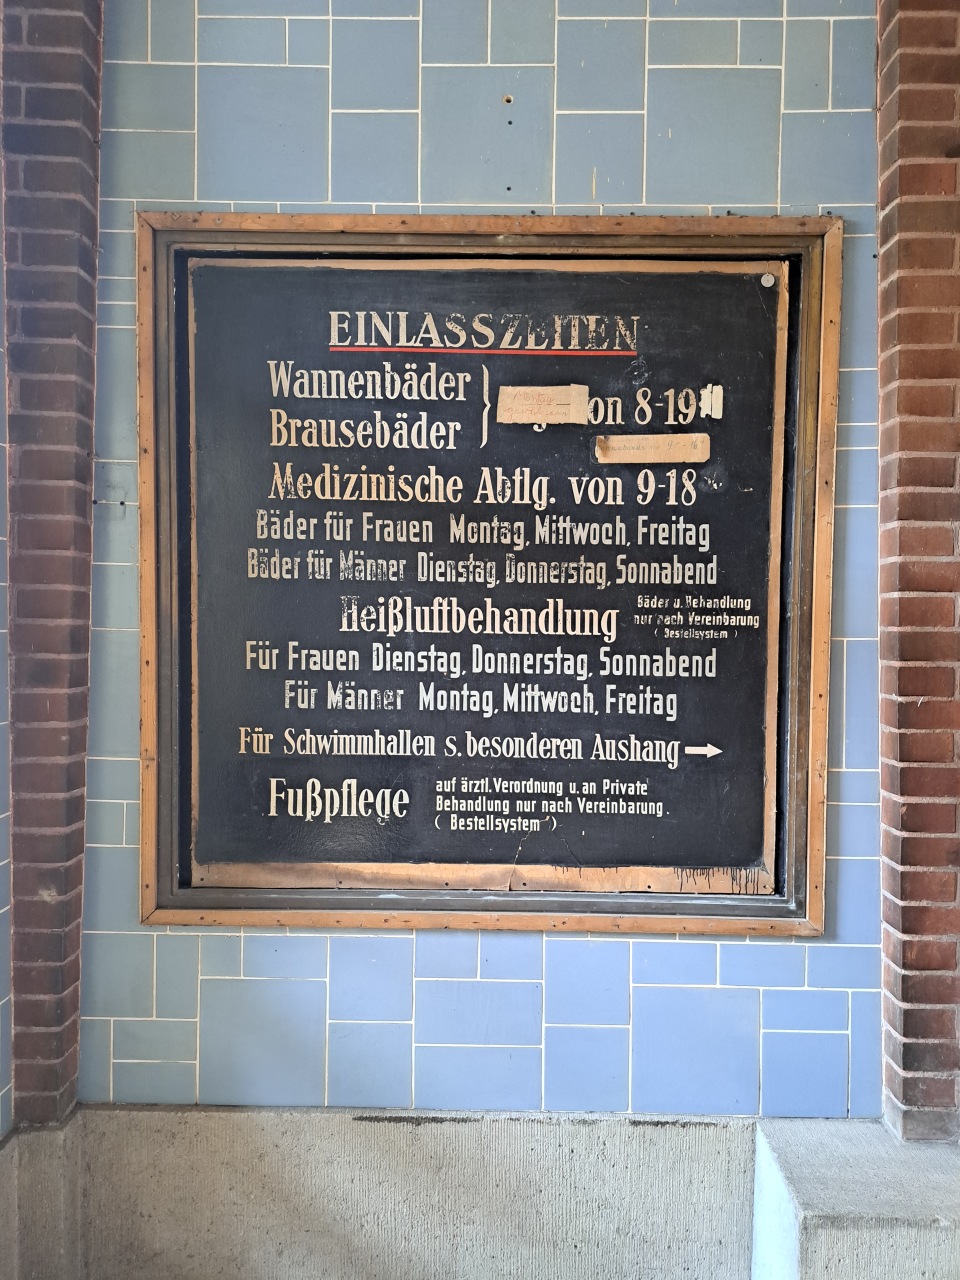 EINLASSZEITEN
Wannenbäder
Brausebäder
Montag
on 8-19
Medizinische Abtlg. von 9-18
Bäder für Frauen Montag, Mittwoch, Freitag
Bäder für Männer Dienstag, Donnerstag, Sonnabend
Heißluftbehandlung
Bäder u. Behandlung
nur nach Vereinbarung
( Bestellsystem )
Für Frauen Dienstag, Donnerstag, Sonnabend
Für Männer Montag, Mittwoch, Freitag
Für Schwimmhallen s. besonderen Aushang →
Fußpflege
auf ärztl. Verordnung u. an Private
Behandlung nur nach Vereinbarung.
( Bestellsystem )